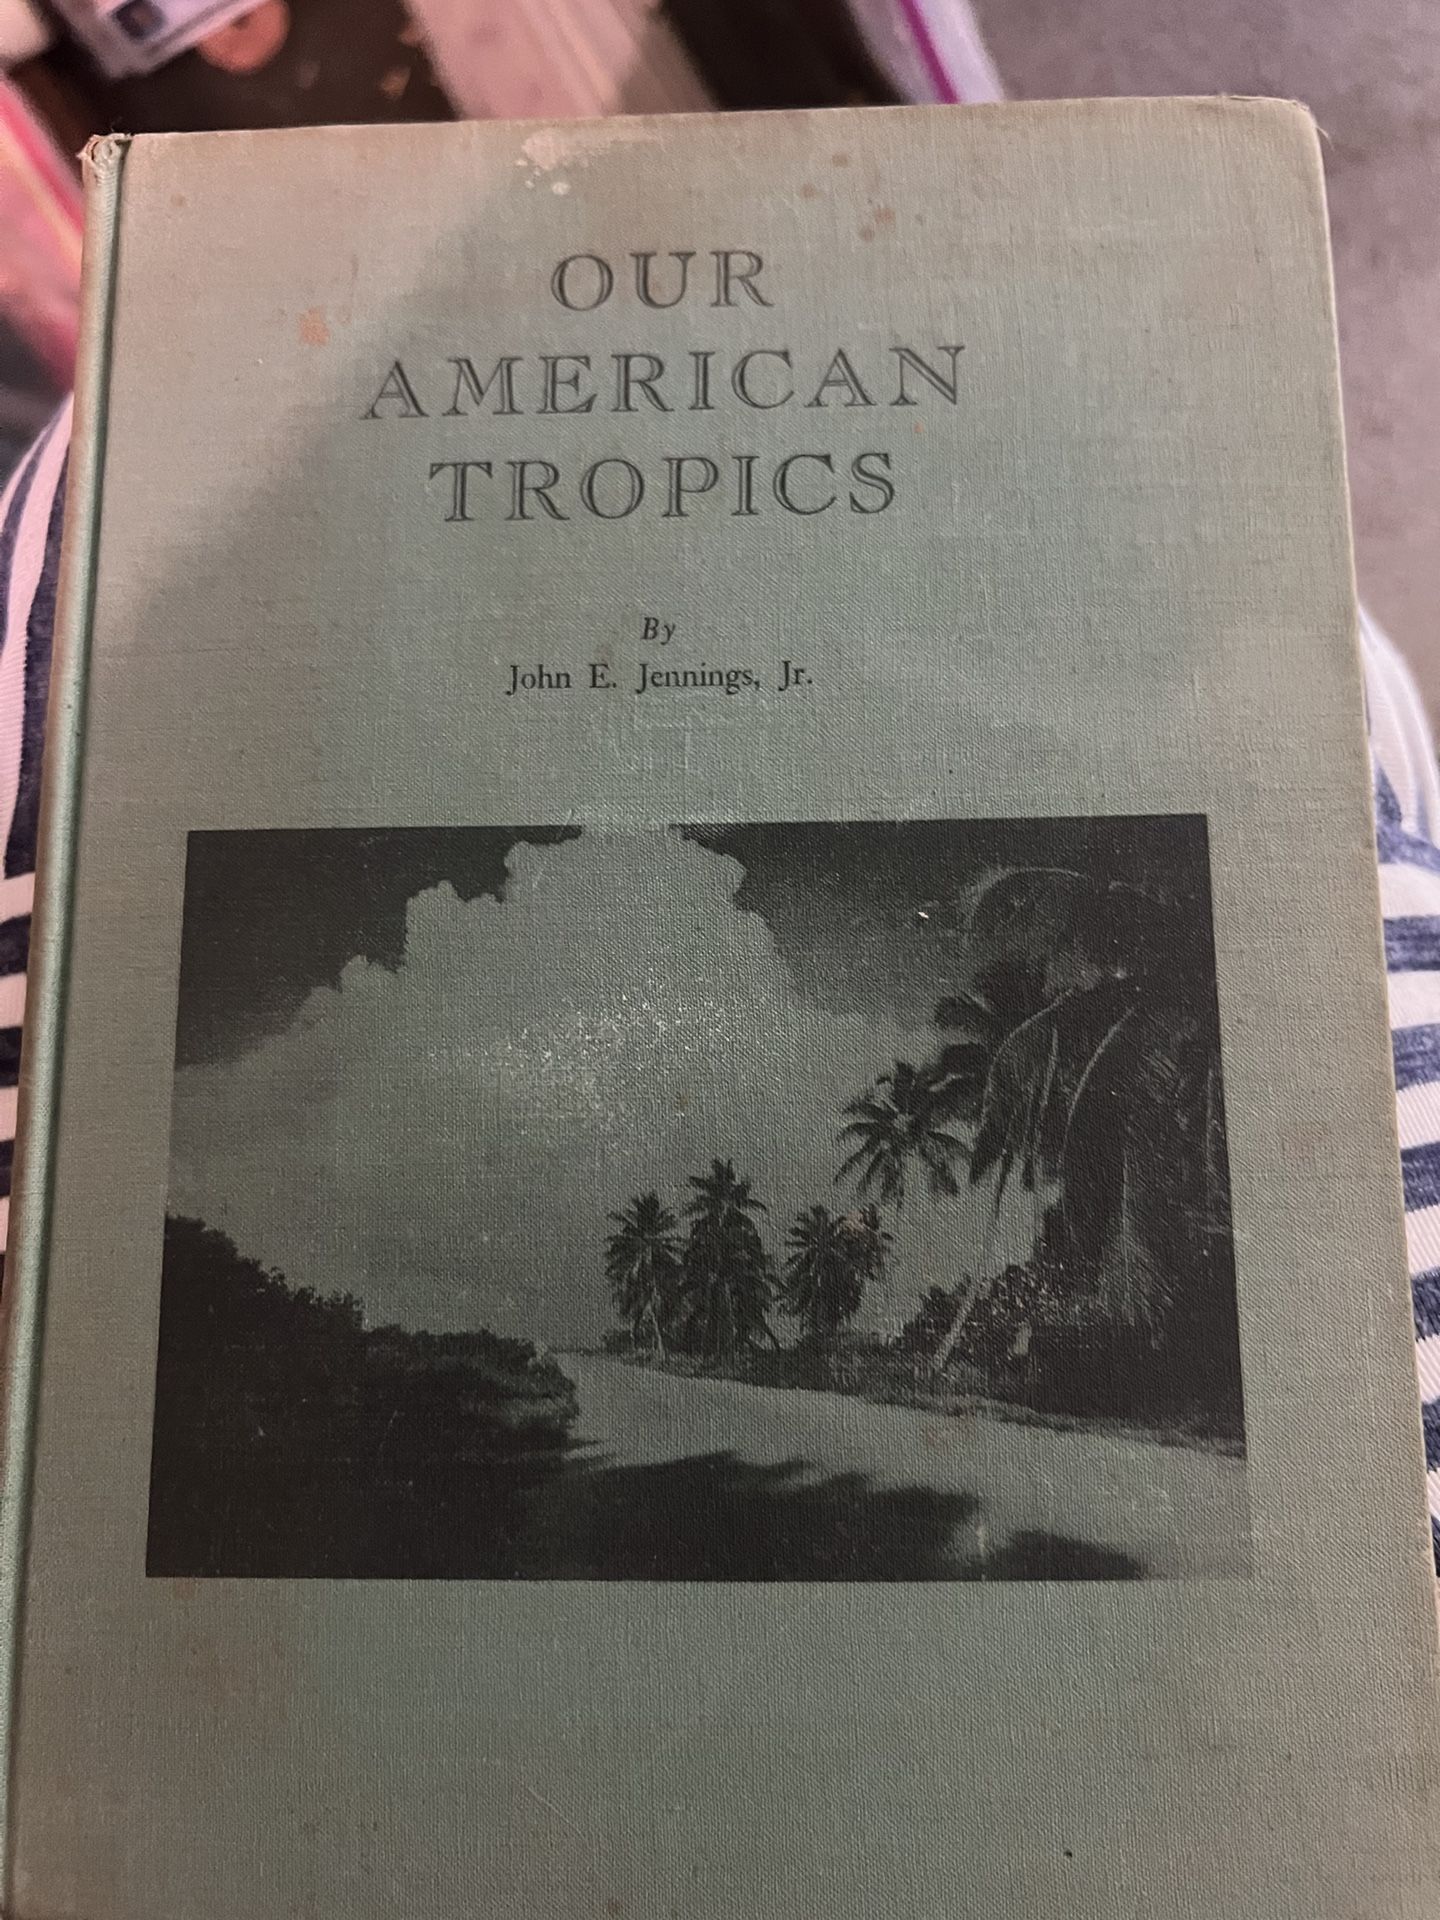 OUR
AMERICAN
TROPICS
By
John E. Jennings, Jr.